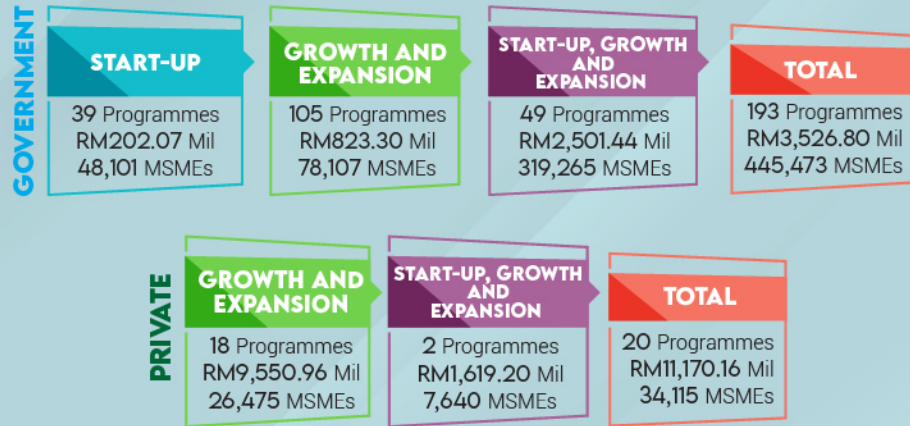 GOVERNMENT
START-UP
39 Programmes
RM202.07 Mil
48,101 MSMEs
GROWTH AND
EXPANSION
105 Programmes
RM823.30 Mil
78,107 MSMEs
START-UP, GROWTH
AND
EXPANSION
49 Programmes
RM2,501.44 Mil
319,265 MSMEs
TOTAL
193 Programmes
RM3,526.80 Mil
445,473 MSMEs
PRIVATE
GROWTH AND
EXPANSION
18 Programmes
RM9,550.96 Mil
26,475 MSMEs
START-UP, GROWTH
AND
EXPANSION
2 Programmes
RM1,619.20 Mil
7,640 MSMEs
TOTAL
20 Programmes
RM11,170.16 Mil
34,115 MSMEs